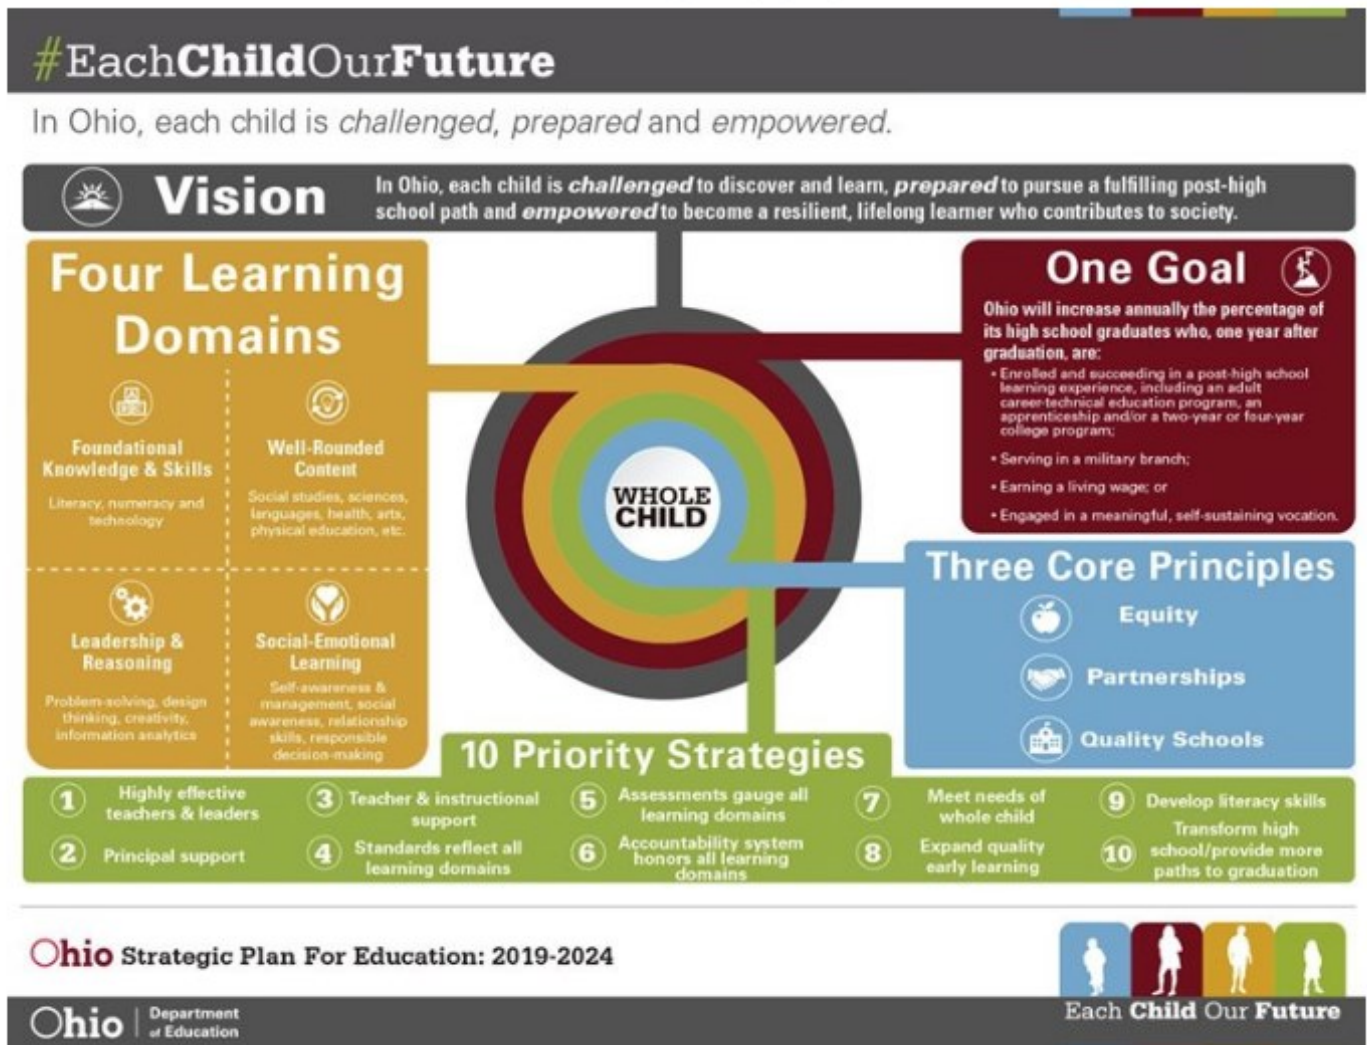 #EachChildOurFuture
In Ohio, each child is challenged, prepared and empowered.
Vision
In Ohio, each child is challenged to discover and learn, prepared to pursue a fulfilling post-high
school path and empowered to become a resilient, lifelong learner who contributes to society.
Four Learning
Domains
Foundational
Knowledge & Skills
Literacy, numeracy and
technology
Well-Rounded
Content
Social studies, sciences,
languages, health, arts,
physical education, etc.
Leadership &
Reasoning
Problem-solving, design
thinking, creativity,
information analytics
Social-Emotional
Learning
Self-awareness &
management, social
awareness, relationship
skills, responsible
decision-making
WHOLE
CHILD
One Goal
Ohio will increase annually the percentage of
its high school graduates who, one year after
graduation, are:
• Enrolled and succeeding in a post-high school
learning experience, including an adult
career-technical education program, an
apprenticeship and/or a two-year or four-year
college program;
• Serving in a military branch;
• Earning a living wage; or
• Engaged in a meaningful, self-sustaining vocation.
Three Core Principles
Equity
Partnerships
Quality Schools
10 Priority Strategies
1 Highly effective
teachers & leaders
2 Principal support
3 Teacher & instructional
support
4 Standards reflect all
learning domains
5 Assessments gauge all
learning domains
6 Accountability system
honors all learning
domains
7 Meet needs of
whole child
8 Expand quality
early learning
9 Develop literacy skills
10 Transform high
school/provide more
paths to graduation
Ohio Strategic Plan For Education: 2019-2024
Ohio | Department
of Education
Each Child Our Future